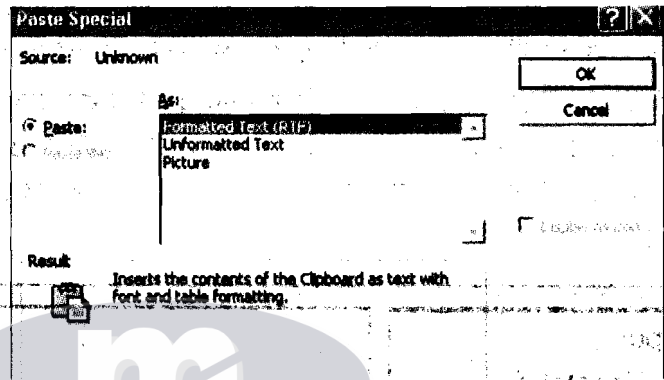 Paste Special
Source: Unknown
OK
As:
Cancel
Paste:
Formatted Text (RTF)
Unformatted Text
Picture
Result
Inserts the contents of the Clipboard as text with
font and table formatting.